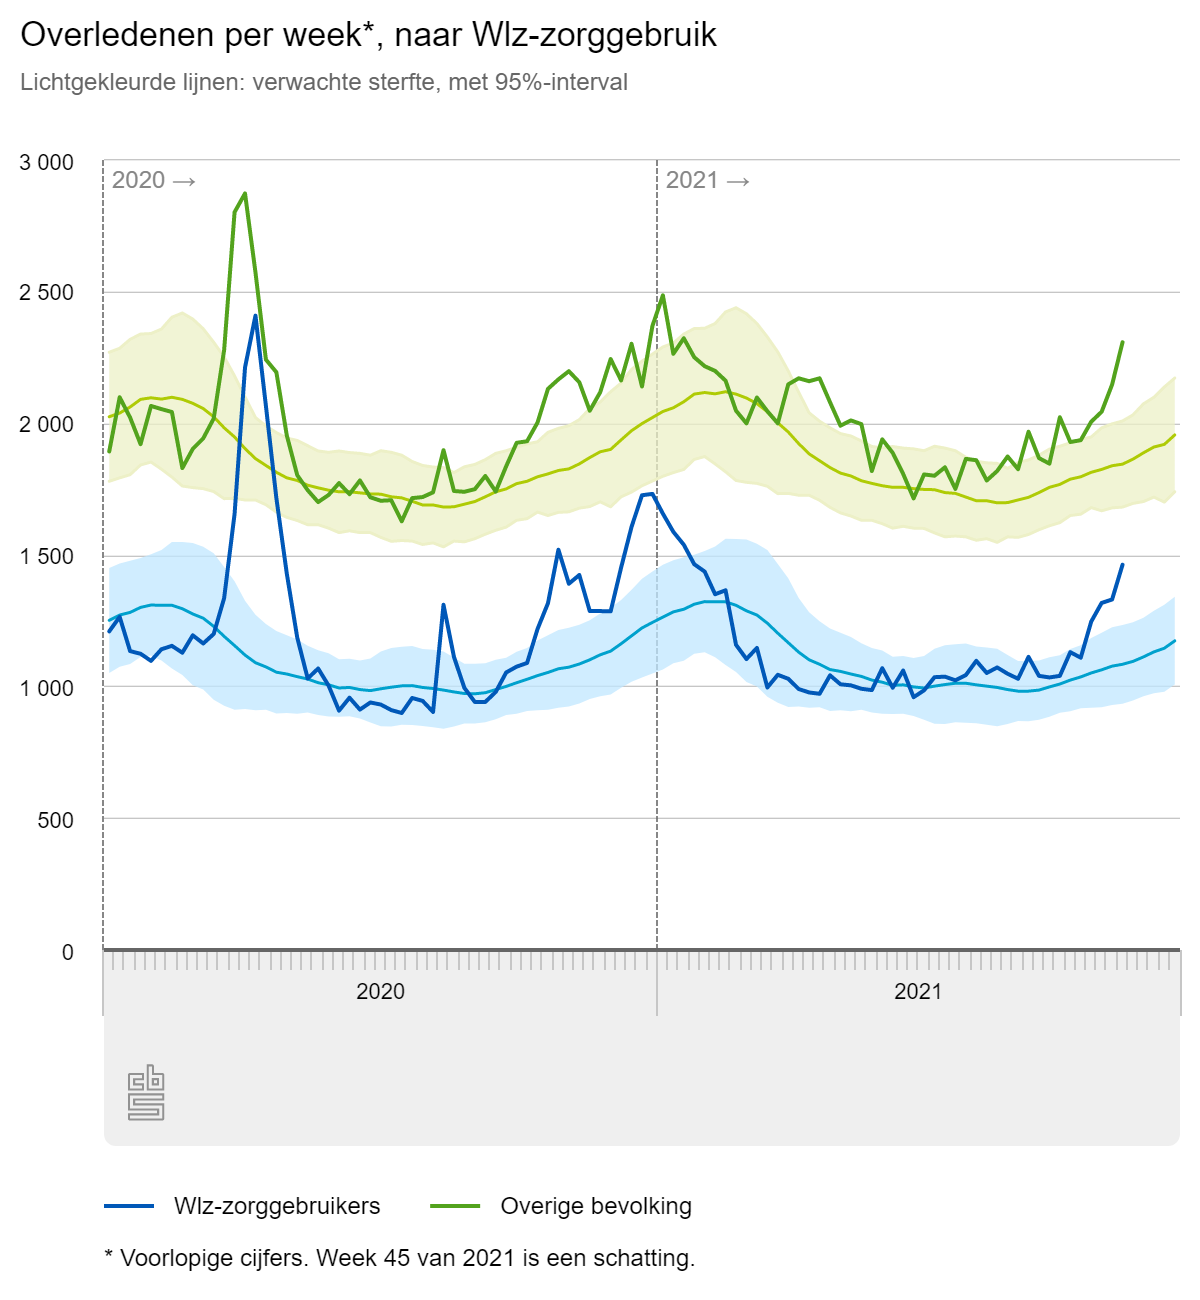 Overledenen per week*, naar Wlz-zorggebruik
Lichtgekleurde lijnen: verwachte sterfte, met 95%-interval
3 000
2020 →
2021 →
2 500
2 000
1 500
1 000
500
0
2020
2021
cbs
Wlz-zorggebruikers
Overige bevolking
* Voorlopige cijfers. Week 45 van 2021 is een schatting.